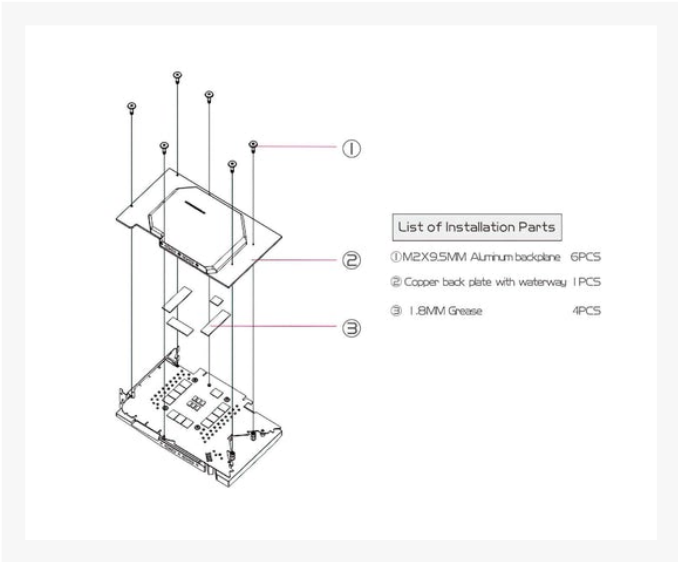 ①
②
③
List of Installation Parts
①M2X9.5MM Aluminum backplane 6PCS
② Copper back plate with waterway 1PCS
③ 1.8MM Grease 4PCS